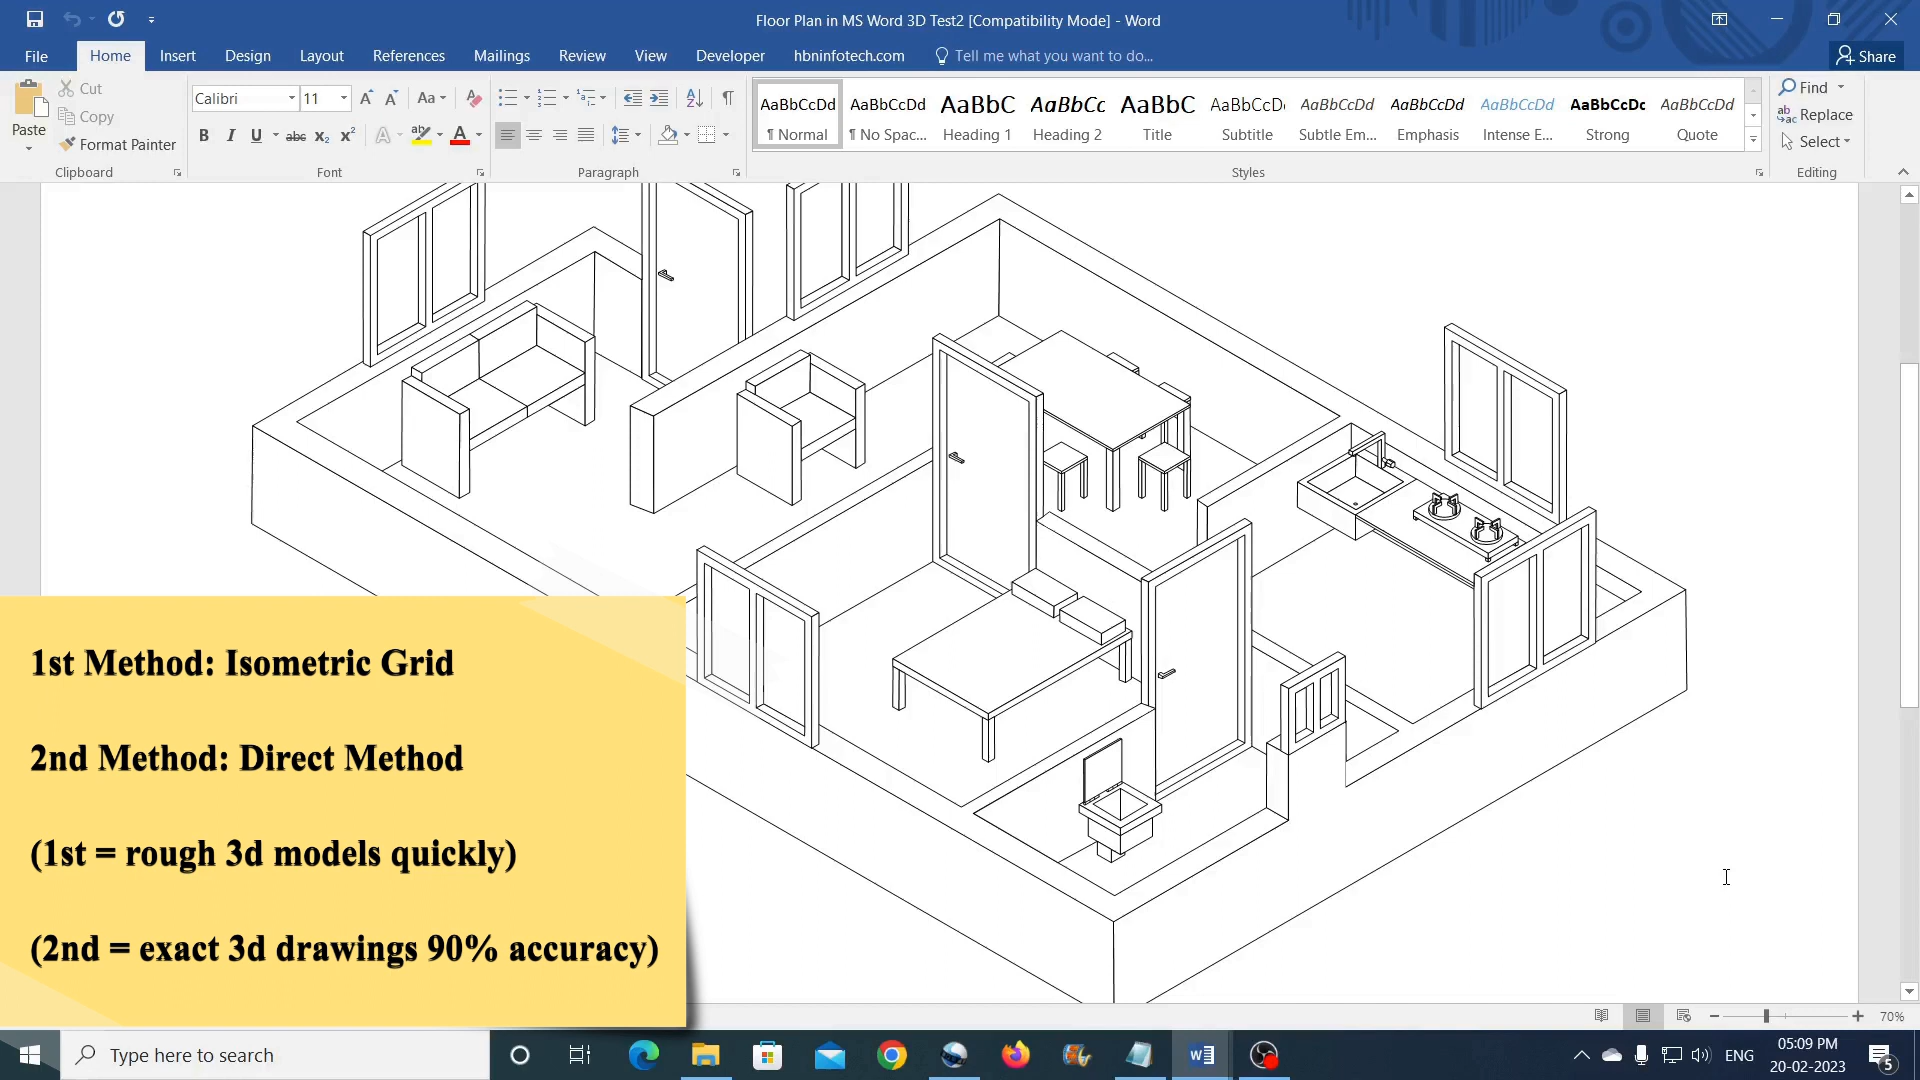 Floor Plan in MS Word 3D Test2 [Compatibility Mode] - Word
File Home Insert Design Layout References Mailings Review View Developer hbninfotech.com Tell me what you want to do... Share
Paste
Cut
Copy
Format Painter
Clipboard
Calibri 11
Font
Paragraph
AaBbCcDd AaBbCcDd AaBbC AaBbCc AaBbC AaBbCcDc AaBbCcDd AaBbCcDd AaBbCcDd AaBbCcDc AaBbCcDd
¶ Normal ¶ No Spac... Heading 1 Heading 2 Title Subtitle Subtle Em... Emphasis Intense E... Strong Quote
Styles
Find
Replace
Select
Editing
1st Method: Isometric Grid
2nd Method: Direct Method
(1st = rough 3d models quickly)
(2nd = exact 3d drawings 90% accuracy)
70%
Type here to search
ENG
05:09 PM
20-02-2023
5